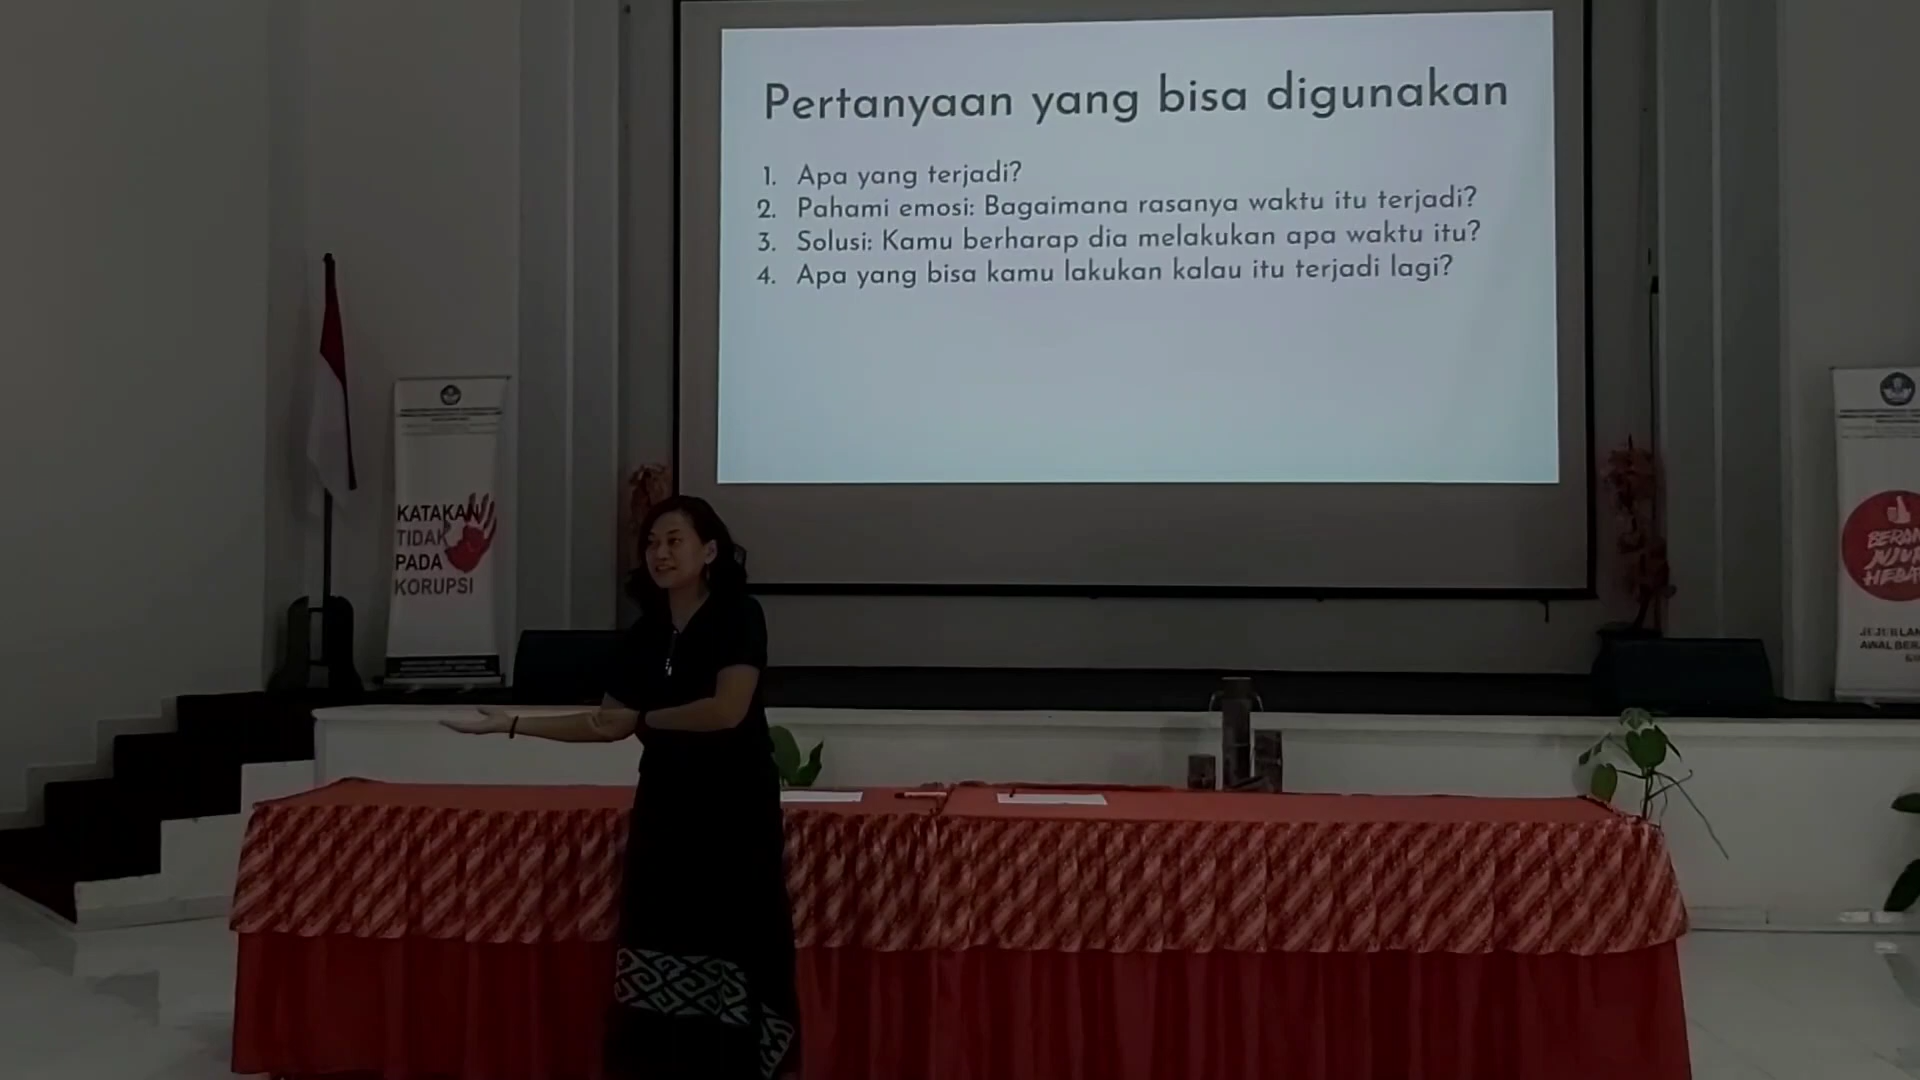 Pertanyaan yang bisa digunakan
1. Apa yang terjadi?
2. Pahami emosi: Bagaimana rasanya waktu itu terjadi?
3. Solusi: Kamu berharap dia melakukan apa waktu itu?
4. Apa yang bisa kamu lakukan kalau itu terjadi lagi?
KATAKAN
TIDAK
PADA
KORUPSI